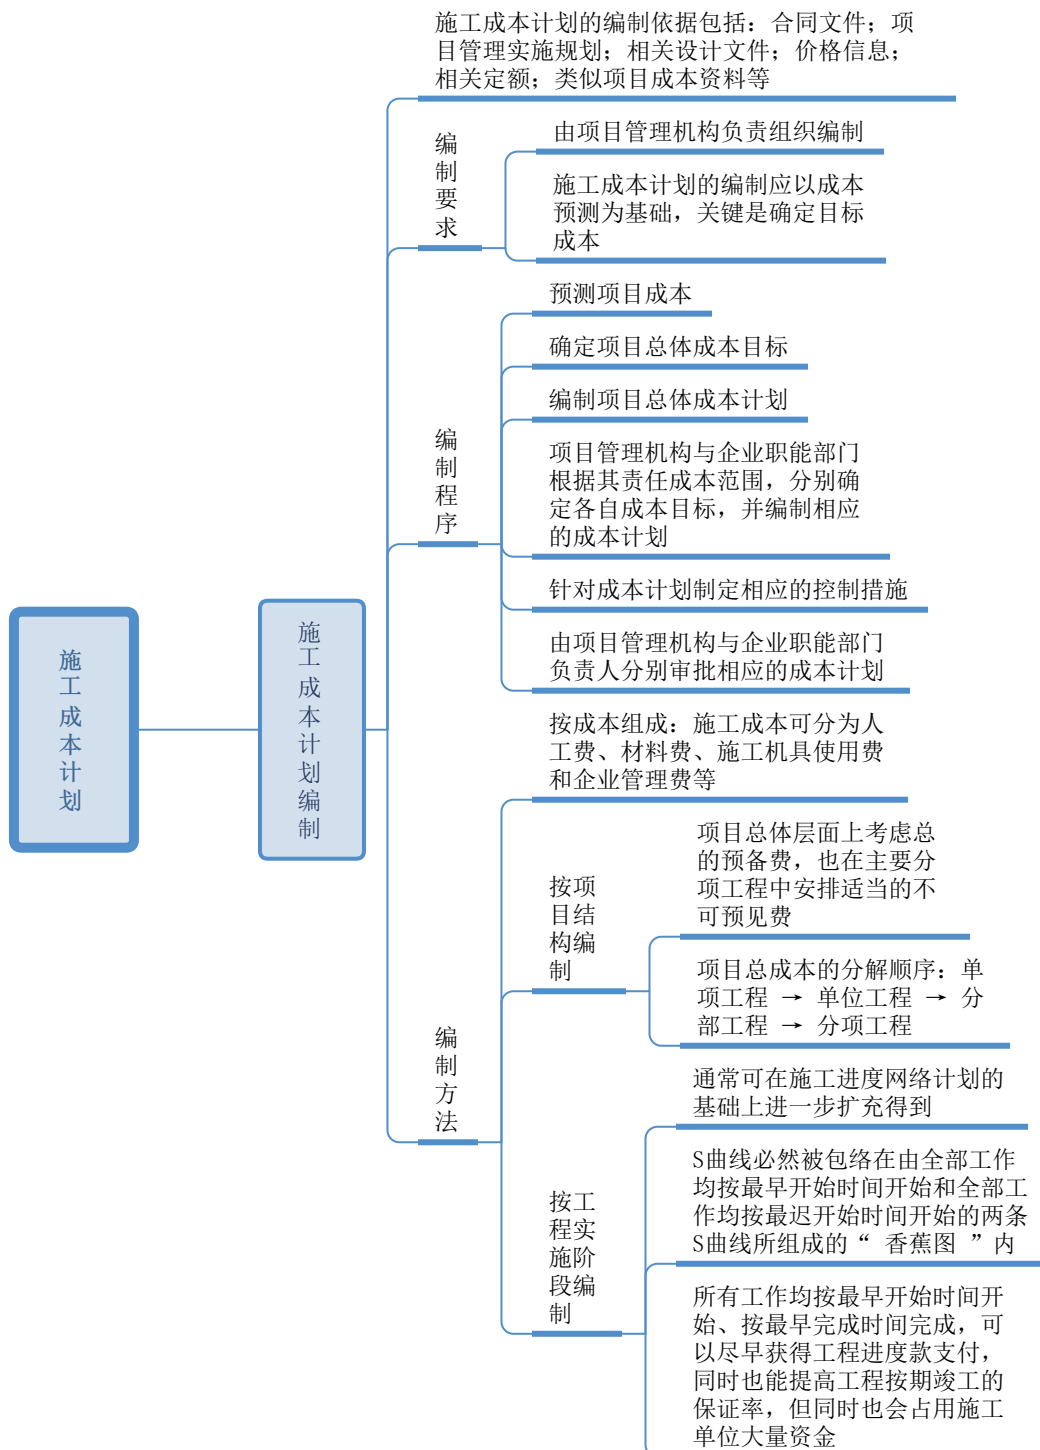 施工成本计划的编制依据包括：合同文件；项
目管理实施规划；相关设计文件；价格信息；
相关定额；类似项目成本资料等
编制要求
由项目管理机构负责组织编制
施工成本计划的编制应以成本
预测为基础，关键是确定目标
成本
预测项目成本
确定项目总体成本目标
编制项目总体成本计划
编制程序
项目管理机构与企业职能部门
根据其责任成本范围，分别确
定各自成本目标，并编制相应
的成本计划
针对成本计划制定相应的控制措施
由项目管理机构与企业职能部门
负责人分别审批相应的成本计划
施工成本计划
施工成本计划编制
按成本组成：施工成本可分为人
工费、材料费、施工机具使用费
和企业管理费等
按项
目结
构编
制
项目总体层面上考虑总
的预备费，也在主要分
项工程中安排适当的不
可预见费
项目总成本的分解顺序：单
项工程 → 单位工程 → 分
部工程 → 分项工程
编制方法
通常可在施工进度网络计划的
基础上进一步扩充得到
按工
程实
施阶
段编
制
S曲线必然被包络在由全部工作
均按最早开始时间开始和全部工
作均按最迟开始时间开始的两条
S曲线所组成的“ 香蕉图 ”内
所有工作均按最早开始时间开
始、按最早完成时间完成，可
以尽早获得工程进度款支付，
同时也能提高工程按期竣工的
保证率，但同时也会占用施工
单位大量资金